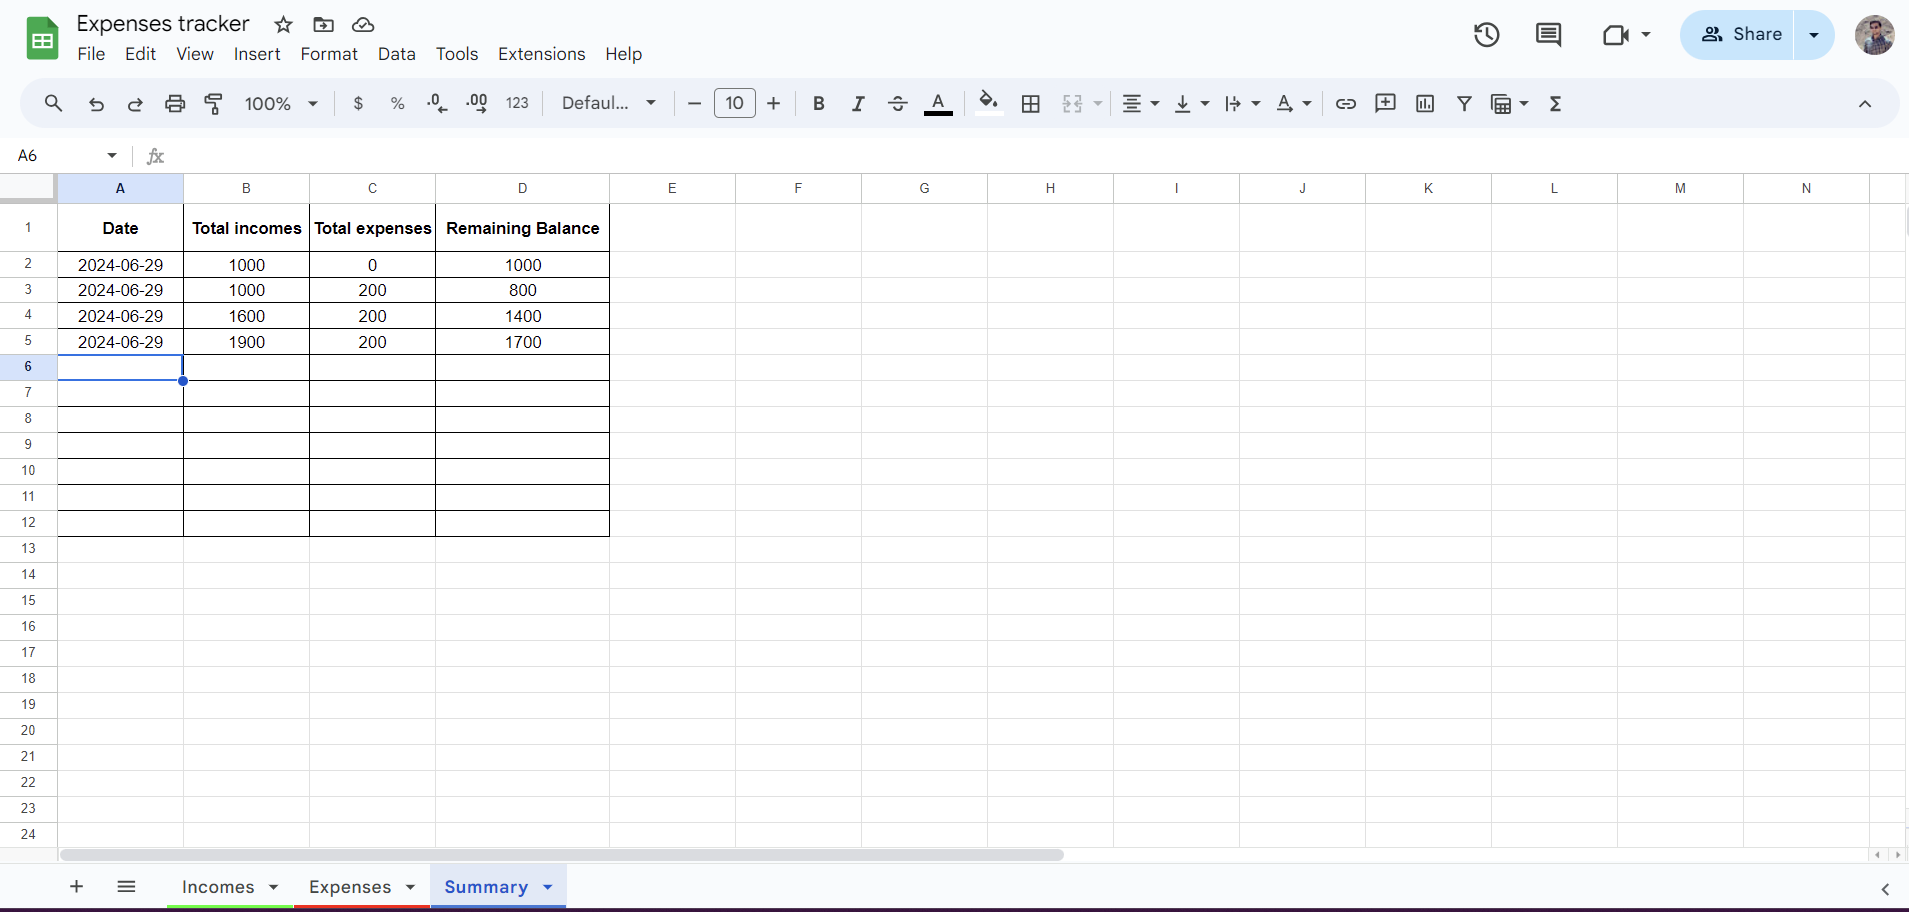 Expenses tracker
File Edit View Insert Format Data Tools Extensions Help
Share
100% $ % .0 .00 123 Defaul... 10 B I A A
A6 fx
A B C D E F G H I J K L M N
1 Date Total incomes Total expenses Remaining Balance
2 2024-06-29 1000 0 1000
3 2024-06-29 1000 200 800
4 2024-06-29 1600 200 1400
5 2024-06-29 1900 200 1700
6
7
8
9
10
11
12
13
14
15
16
17
18
19
20
21
22
23
24
Incomes Expenses Summary